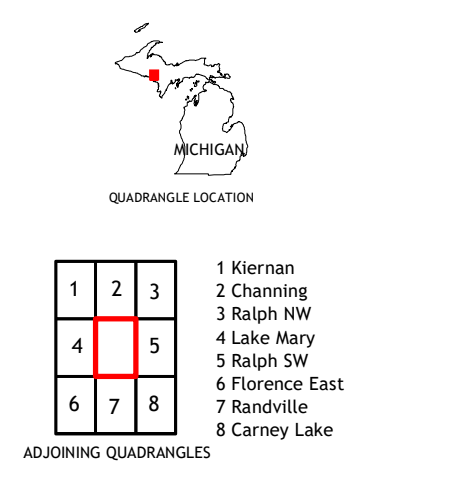 MICHIGAN
QUADRANGLE LOCATION
1 2 3
4 5
6 7 8
1 Kiernan
2 Channing
3 Ralph NW
4 Lake Mary
5 Ralph SW
6 Florence East
7 Randville
8 Carney Lake
ADJOINING QUADRANGLES